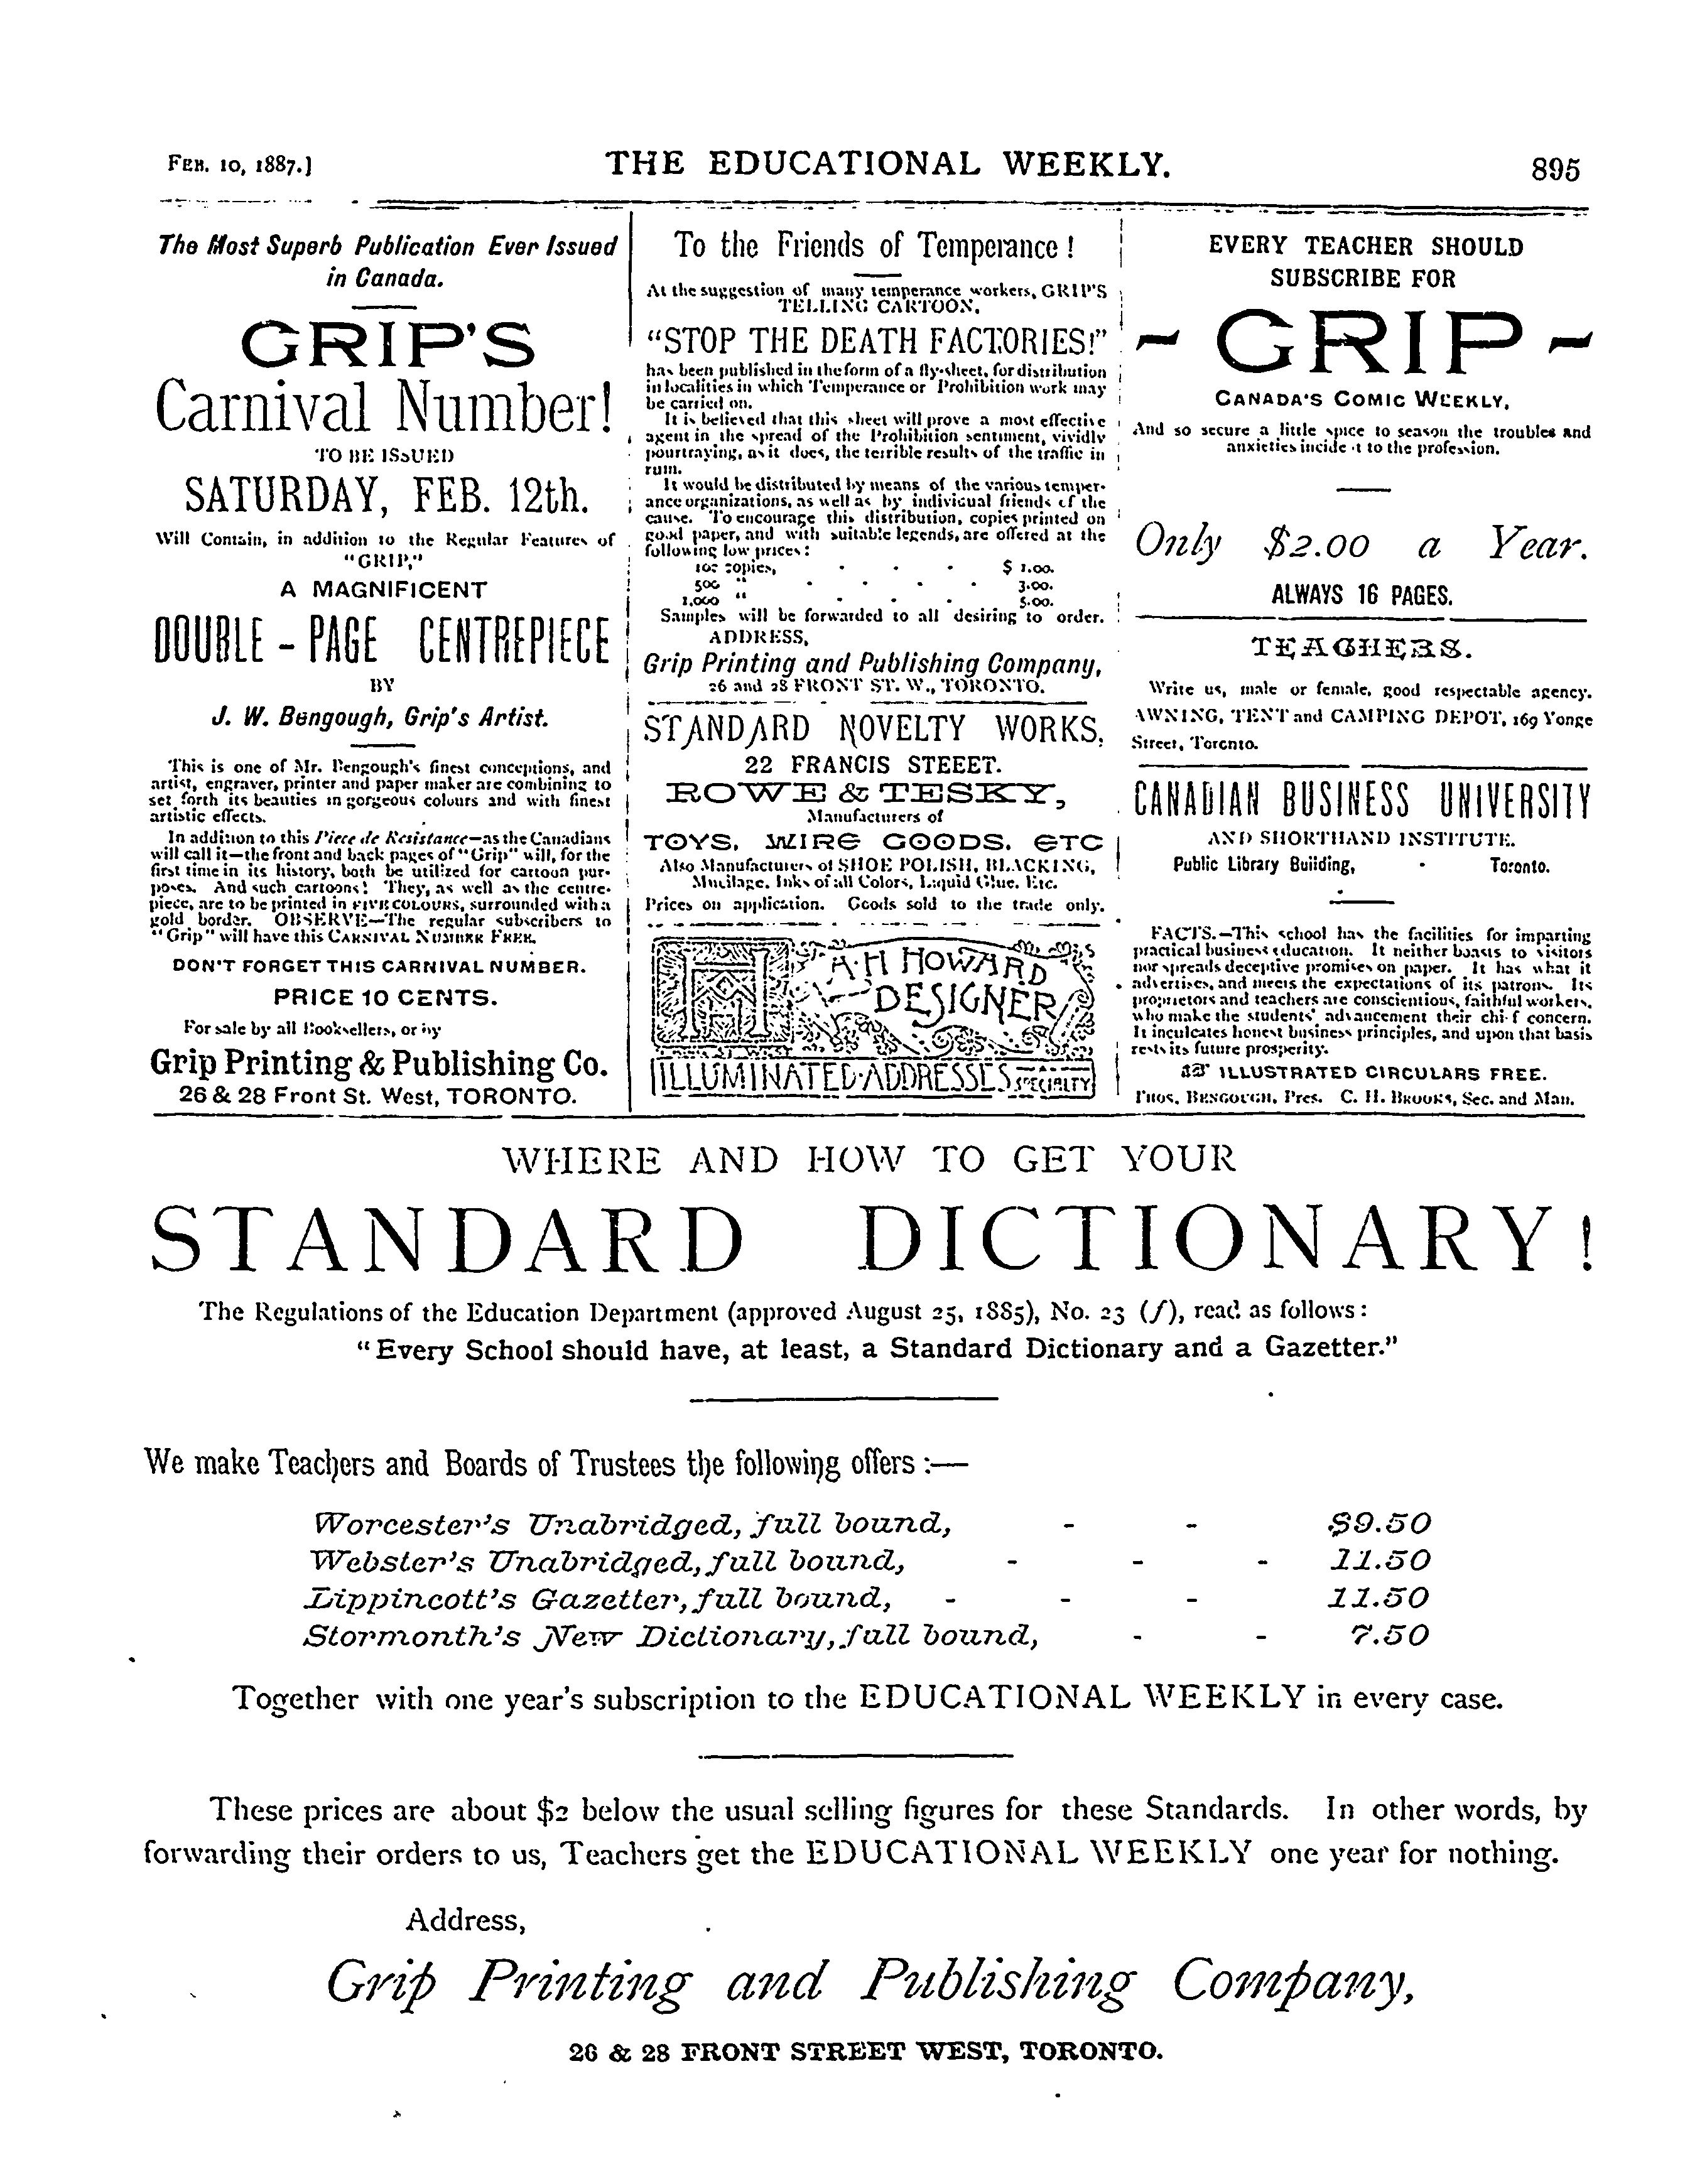 FEB. 10, 1887.]
THE EDUCATIONAL WEEKLY.
895
The Most Superb Publication Ever Issued
in Canada.
GRIP'S
Carnival Number!
TO BE ISSUED
SATURDAY, FEB. 12th.
Will Contain, in addition to the Regular Features of
"GRIP,"
A MAGNIFICENT
DOUBLE-PAGE CENTREPIECE
BY
J. W. Bengough, Grip's Artist.
This is one of Mr. Bengough's finest conceptions, and
artist, engraver, printer and paper maker are combining to
set forth its beauties in gorgeous colours and with finest
artistic effects.
In addition to this Piece de Resistance—as the Canadians
will call it—the front and back pages of "Grip" will, for the
first time in its history, both be utilized for cartoon pur-
poses. And such cartoons! They, as well as the centre-
piece, are to be printed in FIVE COLOURS, surrounded with a
gold border. OBSERVE—The regular subscribers to
"Grip" will have this CARNIVAL NUMBER FREE.
DON'T FORGET THIS CARNIVAL NUMBER.
PRICE 10 CENTS.
For sale by all Booksellers, or by
Grip Printing & Publishing Co.
26 & 28 Front St. West, TORONTO.
To the Friends of Temperance!
At the suggestion of many temperance workers, GRIP'S
TELLING CARTOON,
"STOP THE DEATH FACTORIES!"
has been published in the form of a fly-sheet, for distribution
in localities in which Temperance or Prohibition work may
be carried on.
It is believed that this sheet will prove a most effective
agent in the spread of the Prohibition sentiment, vividly
pourtraying, as it does, the terrible results of the traffic in
rum.
It would be distributed by means of the various temper-
ance organizations, as well as by individual friends of the
cause. To encourage this distribution, copies printed on
good paper, and with suitable legends, are offered at the
following low prices:
100 copies, - - - $ 1.00.
500 " - - - - 3.00.
1,000 " - - - 5.00.
Samples will be forwarded to all desiring to order.
ADDRESS,
Grip Printing and Publishing Company,
26 and 28 FRONT ST. W., TORONTO.
STANDARD NOVELTY WORKS,
22 FRANCIS STEEET.
ROWE & TESKY,
Manufacturers of
TOYS, WIRE GOODS, ETC
Also Manufacturers of SHOE POLISH, BLACKING,
Mucilage, Inks of all Colors, Liquid Glue, Etc.
Prices on application. Goods sold to the trade only.
A·H HOWARD
DESIGNER
ILLUMINATED·ADDRESSES A SPECIALTY
EVERY TEACHER SHOULD
SUBSCRIBE FOR
~ GRIP ~
CANADA'S COMIC WEEKLY,
And so secure a little spice to season the troubles and
anxieties incide t to the profession.
Only $2.00 a Year.
ALWAYS 16 PAGES.
TEACHERS.
Write us, male or female, good respectable agency.
AWNING, TENT and CAMPING DEPOT, 169 Yonge
Street, Toronto.
CANADIAN BUSINESS UNIVERSITY
AND SHORTHAND INSTITUTE.
Public Library Building, - Toronto.
FACTS.—This school has the facilities for imparting
practical business education. It neither boasts to visitors
nor spreads deceptive promises on paper. It has what it
advertises, and meets the expectations of its patrons. Its
proprietors and teachers are conscientious, faithful workers,
who make the students' advancement their chief concern.
It inculcates honest business principles, and upon that basis
rests its future prosperity.
☞ ILLUSTRATED CIRCULARS FREE.
THOS. BENGOUGH, Pres. C. H. BROOKS, Sec. and Man.
WHERE AND HOW TO GET YOUR
STANDARD DICTIONARY!
The Regulations of the Education Department (approved August 25, 1885), No. 23 (f), read as follows:
"Every School should have, at least, a Standard Dictionary and a Gazetter."
We make Teachers and Boards of Trustees the following offers:—
Worcester's Unabridged, full bound, - - $9.50
Webster's Unabridged, full bound, - - - 11.50
Lippincott's Gazetter, full bound, - - - 11.50
Stormonth's New Dictionary, full bound, - - 7.50
Together with one year's subscription to the EDUCATIONAL WEEKLY in every case.
These prices are about $2 below the usual selling figures for these Standards. In other words, by
forwarding their orders to us, Teachers get the EDUCATIONAL WEEKLY one year for nothing.
Address,
Grip Printing and Publishing Company,
26 & 28 FRONT STREET WEST, TORONTO.